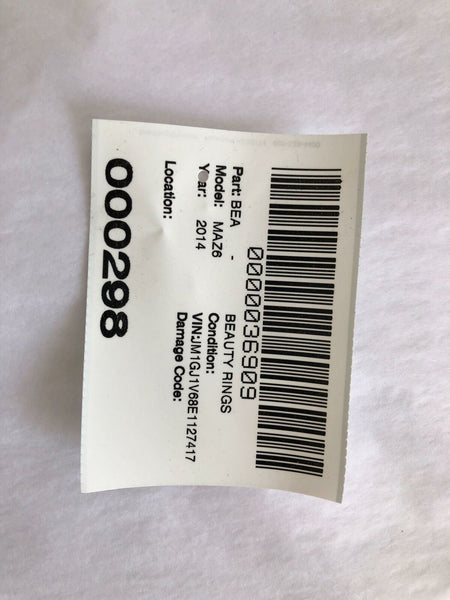 0000036909
Part: BEA - BEAUTY RINGS
Model: MAZ6 Condition:
Year: 2014 VIN:JM1GJ1V68E1127417
Damage Code:
Location:
000298